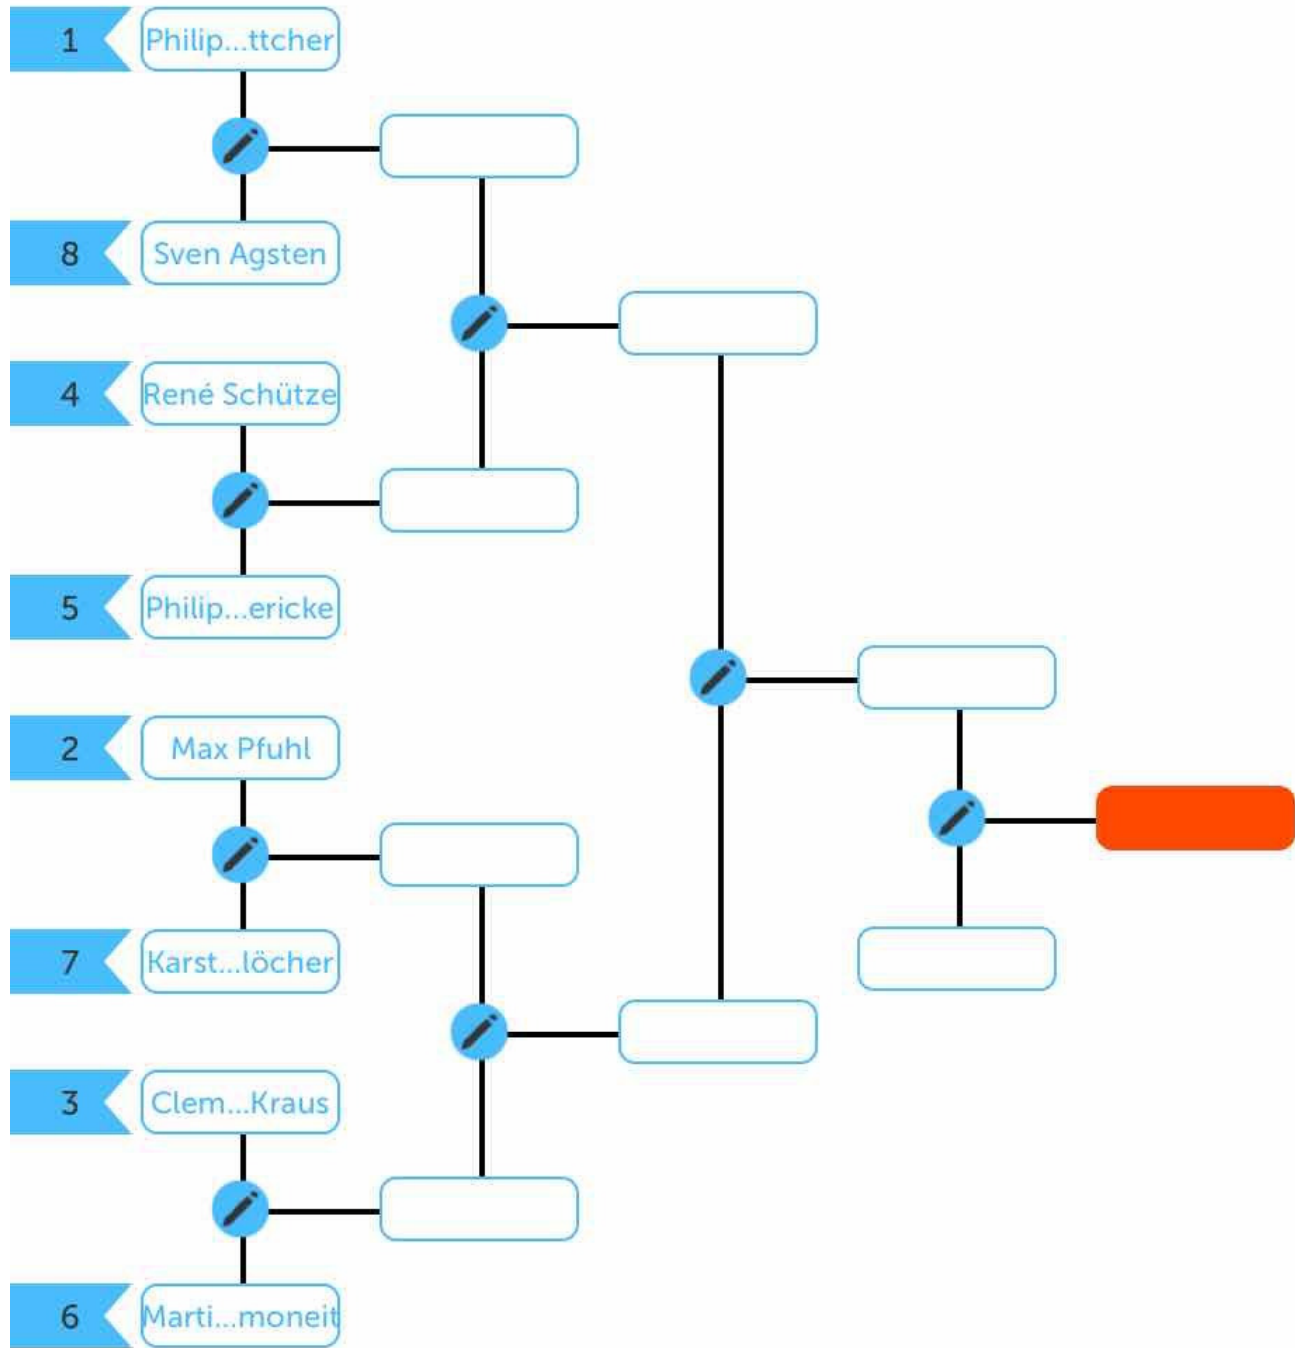 1 Philip...ttcher
8 Sven Agsten
4 René Schütze
5 Philip...ericke
2 Max Pfuhl
7 Karst...löcher
3 Clem...Kraus
6 Marti...moneit